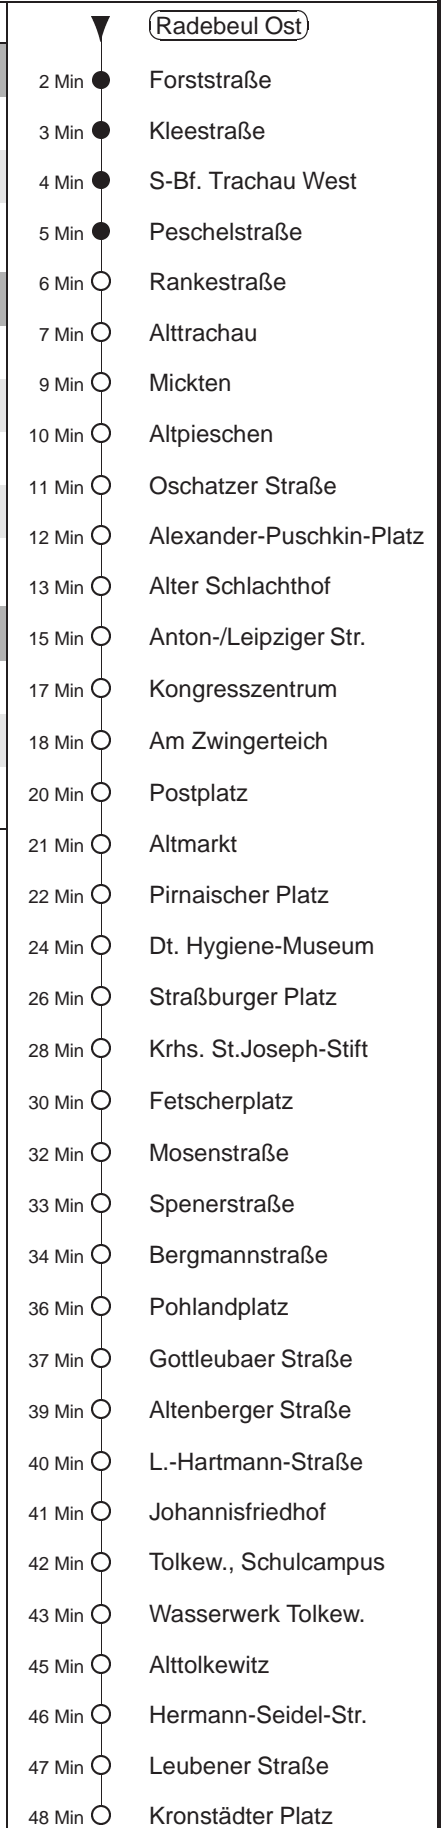 Radebeul Ost
2 Min Forststraße
3 Min Kleestraße
4 Min S-Bf. Trachau West
5 Min Peschelstraße
6 Min Rankestraße
7 Min Alttrachau
9 Min Mickten
10 Min Altpieschen
11 Min Oschatzer Straße
12 Min Alexander-Puschkin-Platz
13 Min Alter Schlachthof
15 Min Anton-/Leipziger Str.
17 Min Kongresszentrum
18 Min Am Zwingerteich
20 Min Postplatz
21 Min Altmarkt
22 Min Pirnaischer Platz
24 Min Dt. Hygiene-Museum
26 Min Straßburger Platz
28 Min Krhs. St.Joseph-Stift
30 Min Fetscherplatz
32 Min Mosenstraße
33 Min Spenerstraße
34 Min Bergmannstraße
36 Min Pohlandplatz
37 Min Gottleubaer Straße
39 Min Altenberger Straße
40 Min L.-Hartmann-Straße
41 Min Johannisfriedhof
42 Min Tolkew., Schulcampus
43 Min Wasserwerk Tolkew.
45 Min Alttolkewitz
46 Min Hermann-Seidel-Str.
47 Min Leubener Straße
48 Min Kronstädter Platz